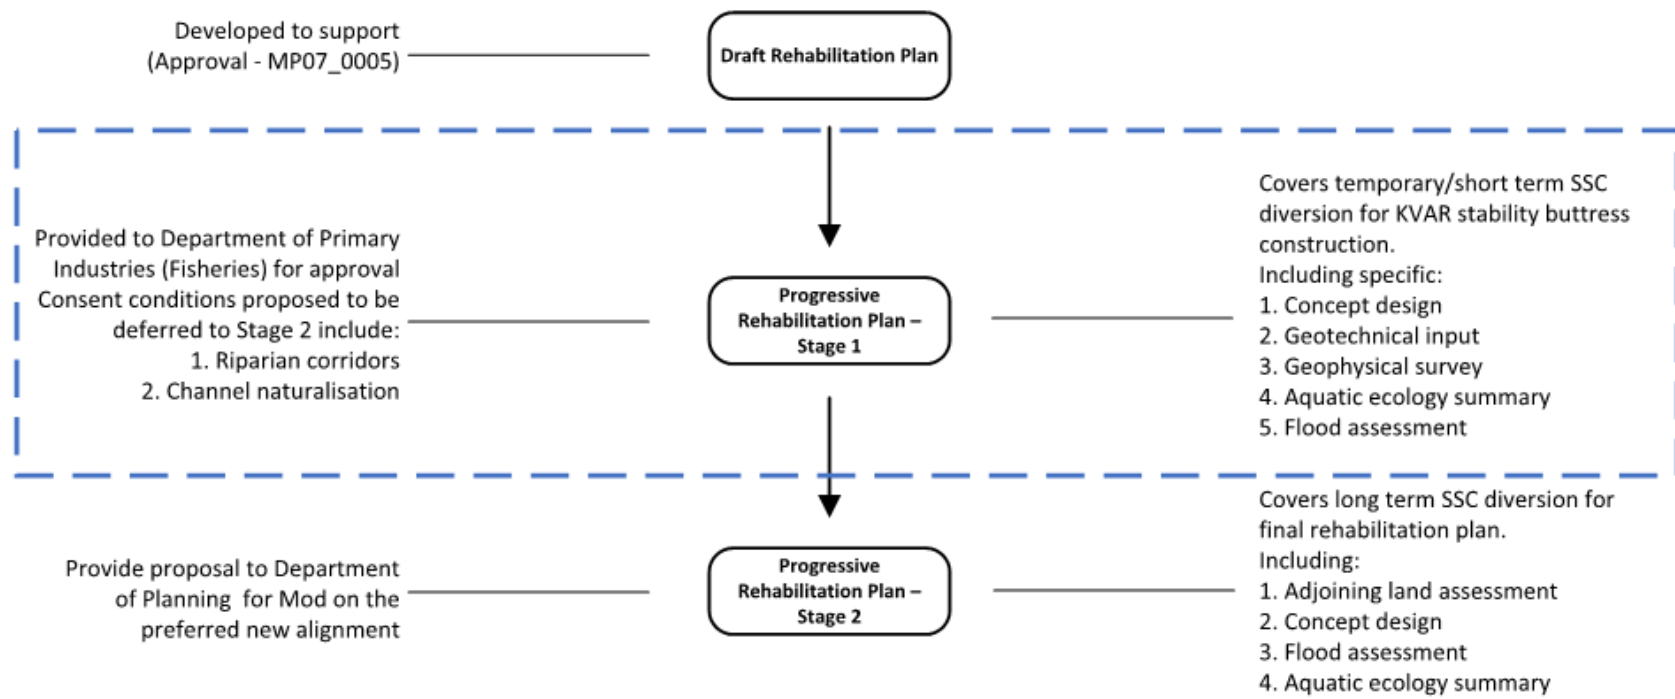 Developed to support
(Approval - MP07_0005)
Draft Rehabilitation Plan
Provided to Department of Primary
Industries (Fisheries) for approval
Consent conditions proposed to be
deferred to Stage 2 include:
1. Riparian corridors
2. Channel naturalisation
Progressive
Rehabilitation Plan –
Stage 1
Covers temporary/short term SSC
diversion for KVAR stability buttress
construction.
Including specific:
1. Concept design
2. Geotechnical input
3. Geophysical survey
4. Aquatic ecology summary
5. Flood assessment
Provide proposal to Department
of Planning  for Mod on the
preferred new alignment
Progressive
Rehabilitation Plan –
Stage 2
Covers long term SSC diversion for
final rehabilitation plan.
Including:
1. Adjoining land assessment
2. Concept design
3. Flood assessment
4. Aquatic ecology summary